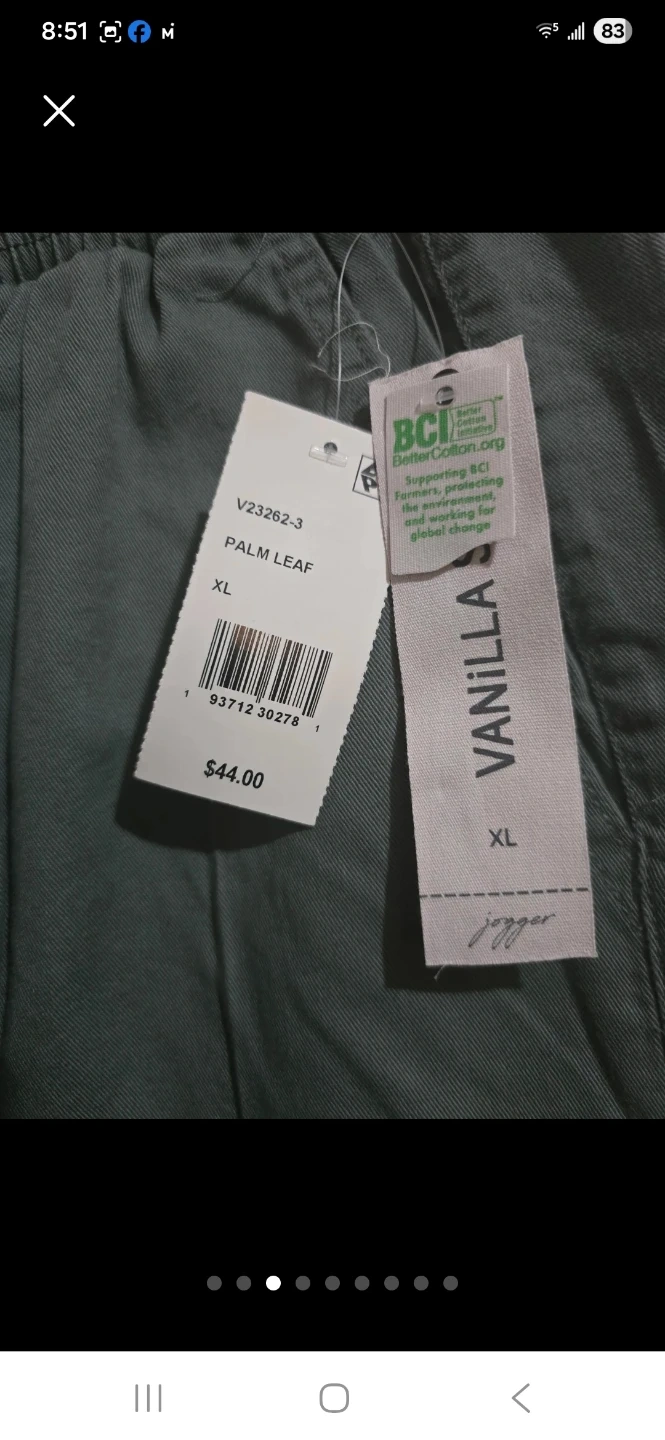 8:51
83
V23262-3
PALM LEAF
XL
1 93712 30278 1
$44.00
BCI Better Cotton Initiative™
BetterCotton.org
Supporting BCI
Farmers, protecting
the environment,
and working for
global change
VANiLLA
XL
jogger